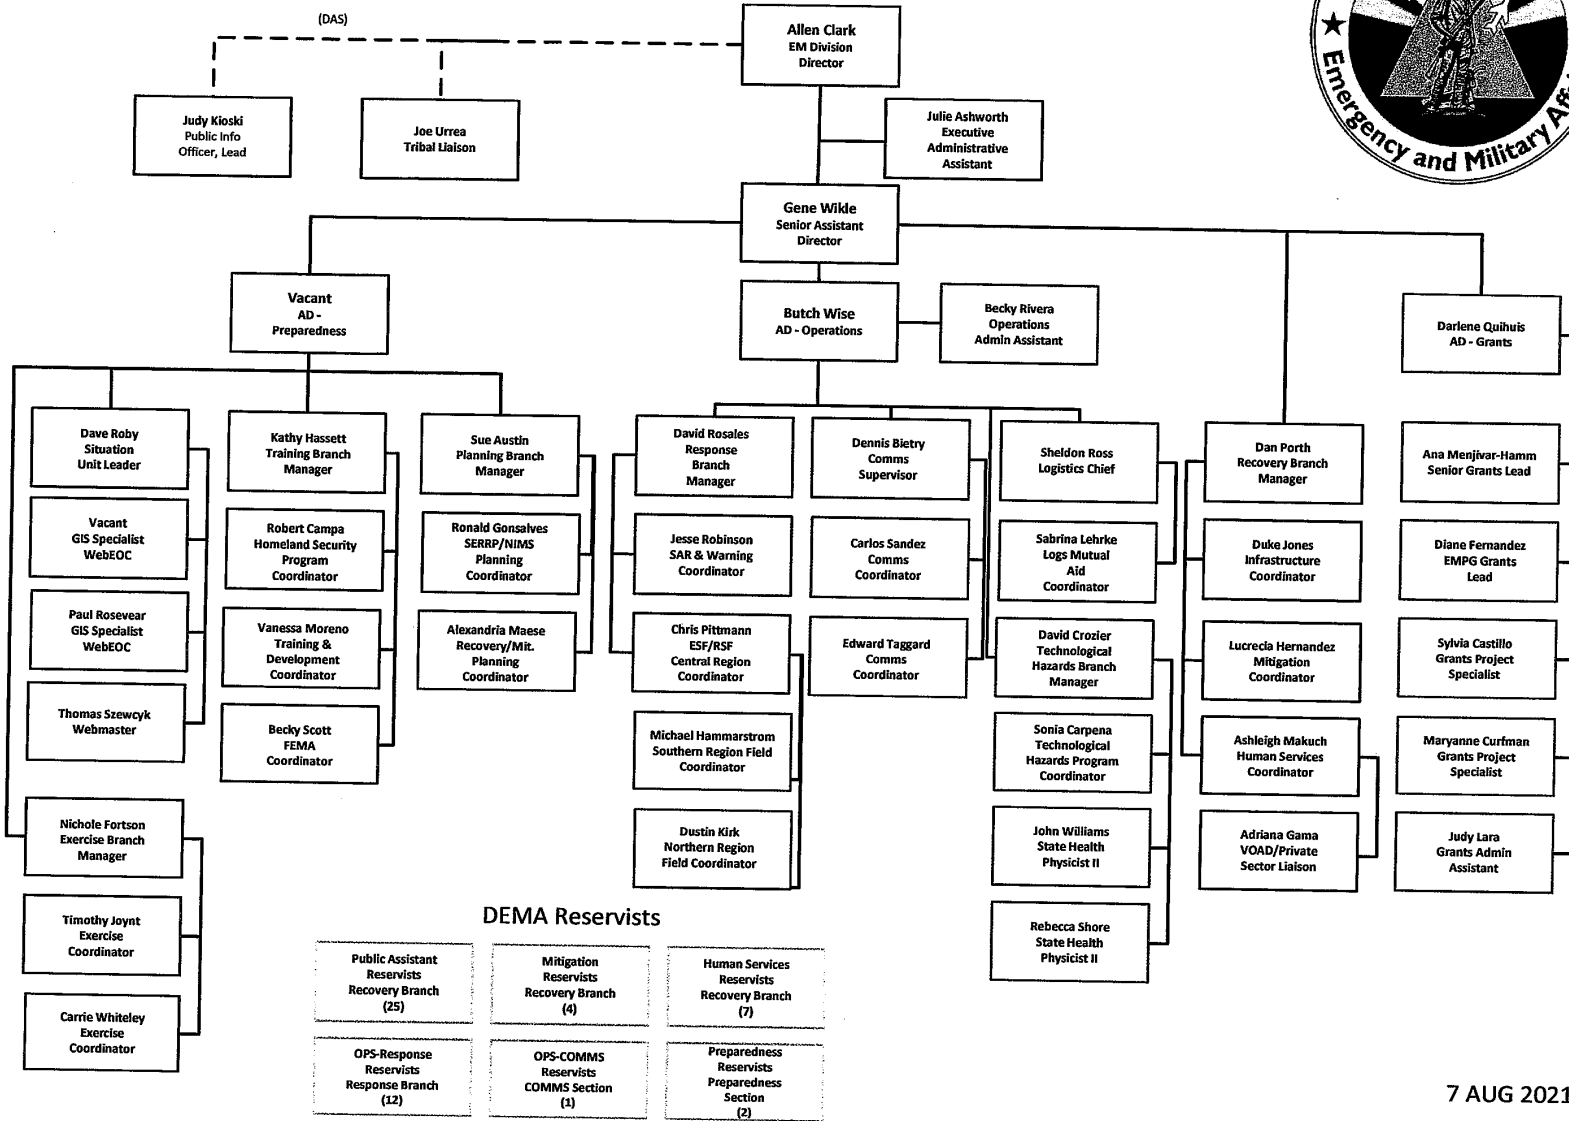 (DAS)
Allen Clark
EM Division
Director
Judy Kioski
Public Info
Officer, Lead
Joe Urrea
Tribal Liaison
Julie Ashworth
Executive
Administrative
Assistant
Emergency and Military Aff
Gene Wikle
Senior Assistant
Director
Vacant
AD -
Preparedness
Butch Wise
AD - Operations
Becky Rivera
Operations
Admin Assistant
Darlene Quihuis
AD - Grants
Dave Roby
Situation
Unit Leader
Vacant
GIS Specialist
WebEOC
Paul Rosevear
GIS Specialist
WebEOC
Thomas Szewcyk
Webmaster
Nichole Fortson
Exercise Branch
Manager
Timothy Joynt
Exercise
Coordinator
Carrie Whiteley
Exercise
Coordinator
Kathy Hassett
Training Branch
Manager
Robert Campa
Homeland Security
Program
Coordinator
Vanessa Moreno
Training &
Development
Coordinator
Becky Scott
FEMA
Coordinator
Sue Austin
Planning Branch
Manager
Ronald Gonsalves
SERRP/NIMS
Planning
Coordinator
Alexandria Maese
Recovery/Mit.
Planning
Coordinator
David Rosales
Response
Branch
Manager
Jesse Robinson
SAR & Warning
Coordinator
Chris Pittmann
ESF/RSF
Central Region
Coordinator
Michael Hammarstrom
Southern Region Field
Coordinator
Dustin Kirk
Northern Region
Field Coordinator
Dennis Bietry
Comms
Supervisor
Carlos Sandez
Comms
Coordinator
Edward Taggard
Comms
Coordinator
Sheldon Ross
Logistics Chief
Sabrina Lehrke
Logs Mutual
Aid
Coordinator
David Crozier
Technological
Hazards Branch
Manager
Sonia Carpena
Technological
Hazards Program
Coordinator
John Williams
State Health
Physicist II
Rebecca Shore
State Health
Physicist II
Dan Porth
Recovery Branch
Manager
Duke Jones
Infrastructure
Coordinator
Lucrecia Hernandez
Mitigation
Coordinator
Ashleigh Makuch
Human Services
Coordinator
Adriana Gama
VOAD/Private
Sector Liaison
Ana Menjívar-Hamm
Senior Grants Lead
Diane Fernandez
EMPG Grants
Lead
Sylvia Castillo
Grants Project
Specialist
Maryanne Curfman
Grants Project
Specialist
Judy Lara
Grants Admin
Assistant
DEMA Reservists
Public Assistant
Reservists
Recovery Branch
(25)
Mitigation
Reservists
Recovery Branch
(4)
Human Services
Reservists
Recovery Branch
(7)
OPS-Response
Reservists
Response Branch
(12)
OPS-COMMS
Reservists
COMMS Section
(1)
Preparedness
Reservists
Preparedness
Section
(2)
7 AUG 2021